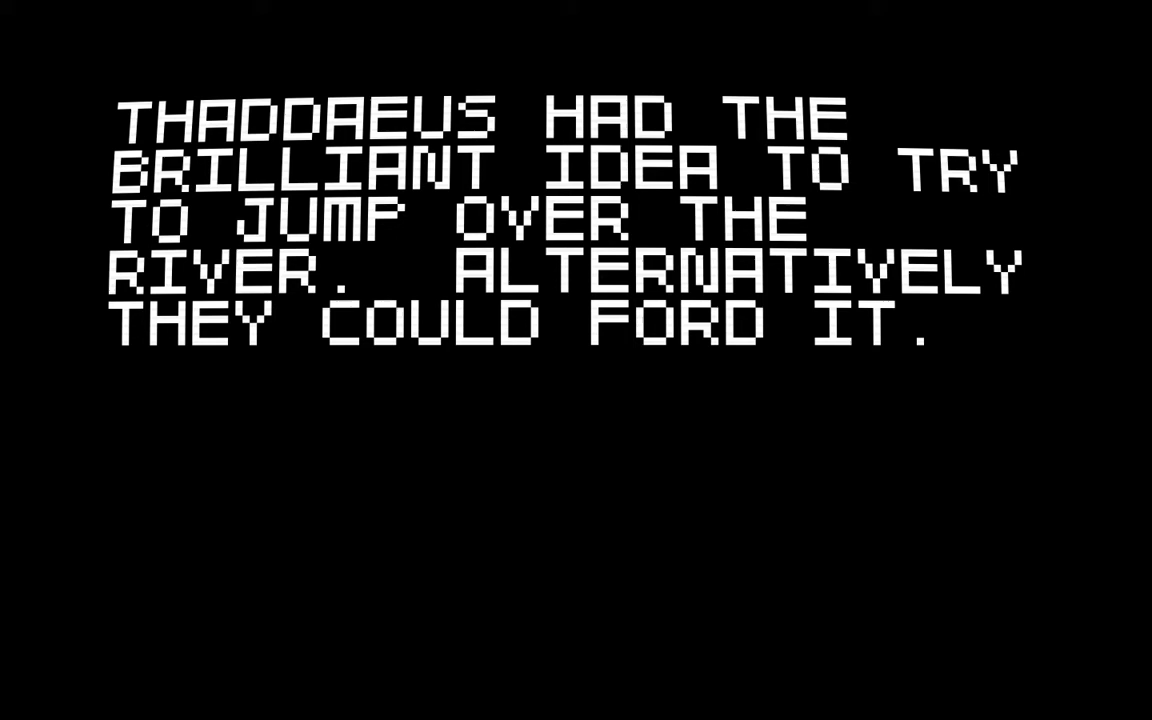 THADDAEUS HAD THE
BRILLIANT IDEA TO TRY
TO JUMP OVER THE
RIVER.  ALTERNATIVELY
THEY COULD FORD IT.